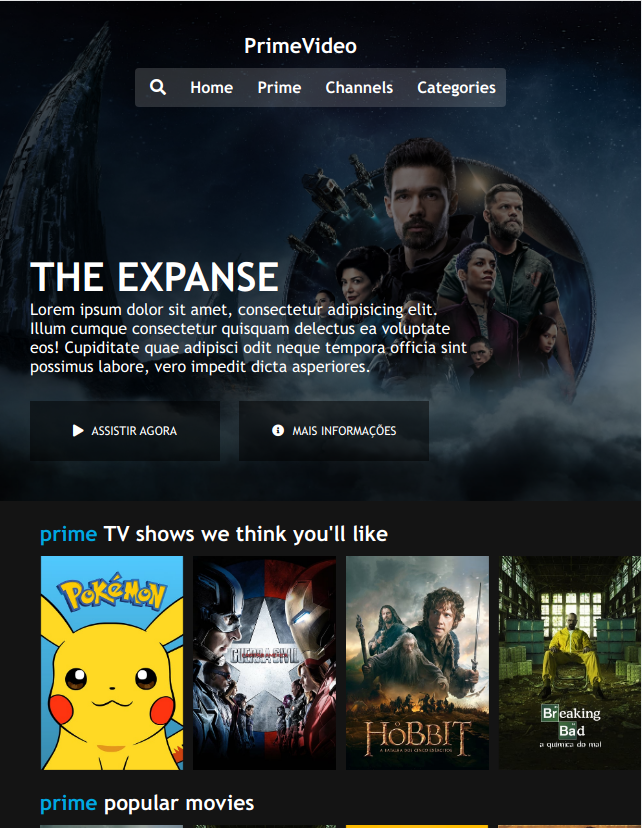 PrimeVideo
Home Prime Channels Categories
THE EXPANSE
Lorem ipsum dolor sit amet, consectetur adipisicing elit.
Illum cumque consectetur quisquam delectus ea voluptate
eos! Cupiditate quae adipisci odit neque tempora officia sint
possimus labore, vero impedit dicta asperiores.
ASSISTIR AGORA MAIS INFORMAÇÕES
prime TV shows we think you'll like
POKéMON
GUERRA CIVIL
O HOBBIT
A BATALHA DOS CINCO EXÉRCITOS
Breaking
Bad
a química do mal
prime popular movies